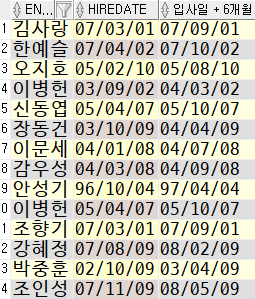 EN... HIREDATE 입사일 + 6개월
1 김사랑 07/03/01 07/09/01
2 한예슬 07/04/02 07/10/02
3 오지호 05/02/10 05/08/10
4 이병헌 03/09/02 04/03/02
5 신동엽 05/04/07 05/10/07
6 장동건 03/10/09 04/04/09
7 이문세 04/01/08 04/07/08
8 감우성 04/03/08 04/09/08
9 안성기 96/10/04 97/04/04
0 이병헌 05/04/07 05/10/07
1 조향기 07/03/01 07/09/01
2 강혜정 07/08/09 08/02/09
3 박중훈 02/10/09 03/04/09
4 조인성 07/11/09 08/05/09